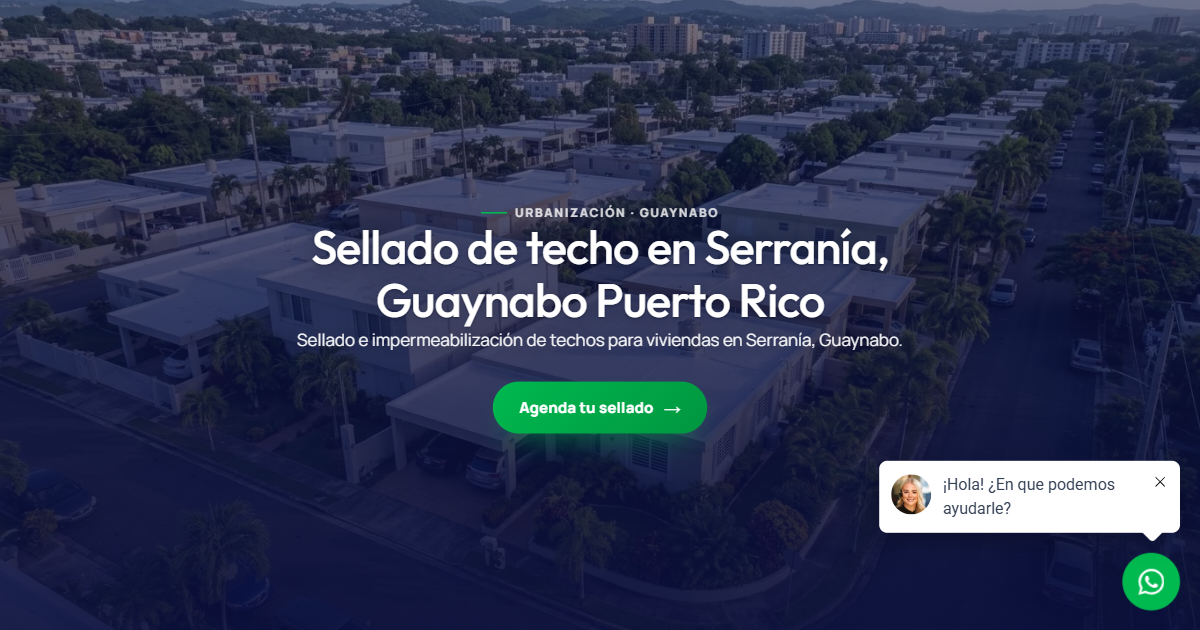 URBANIZACIÓN · GUAYNABO
Sellado de techo en Serranía,
Guaynabo Puerto Rico
Sellado e impermeabilización de techos para viviendas en Serranía, Guaynabo.
Agenda tu sellado →
¡Hola! ¿En que podemos
ayudarle?